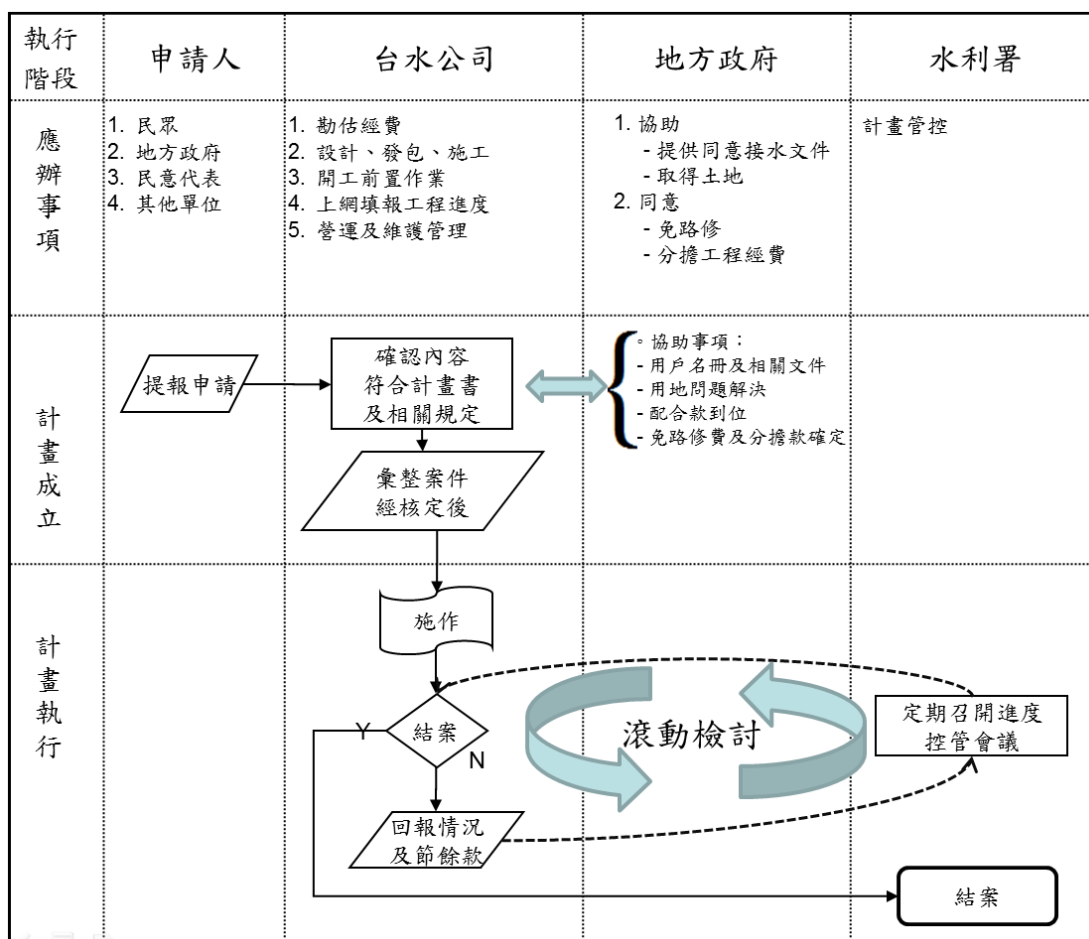 執行
階段
申請人
台水公司
地方政府
水利署
應
辦
事
項
1. 民眾
2. 地方政府
3. 民意代表
4. 其他單位
1. 勘估經費
2. 設計、發包、施工
3. 開工前置作業
4. 上網填報工程進度
5. 營運及維護管理
1. 協助
- 提供同意接水文件
- 取得土地
2. 同意
- 免路修
- 分擔工程經費
計畫管控
計
畫
成
立
提報申請
確認內容
符合計畫書
及相關規定
。協助事項：
- 用戶名冊及相關文件
- 用地問題解決
- 配合款到位
- 免路修費及分擔款確定
彙整案件
經核定後
計
畫
執
行
施作
結案
Y
N
滾動檢討
定期召開進度
控管會議
回報情況
及節餘款
結案